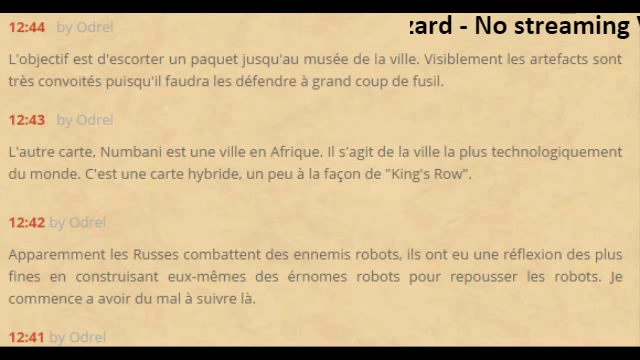 12:44 by Odrel
zard - No streaming
L'objectif est d'escorter un paquet jusqu'au musée de la ville. Visiblement les artefacts sont
très convoités puisqu'il faudra les défendre à grand coup de fusil.
12:43 by Odrel
L'autre carte, Numbani est une ville en Afrique. Il s'agit de la ville la plus technologiquement
du monde. C'est une carte hybride, un peu à la façon de "King's Row".
12:42 by Odrel
Apparemment les Russes combattent des ennemis robots, ils ont eu une réflexion des plus
fines en construisant eux-mêmes des érnomes robots pour repousser les robots. Je
commence a avoir du mal à suivre là.
12:41 by Odrel